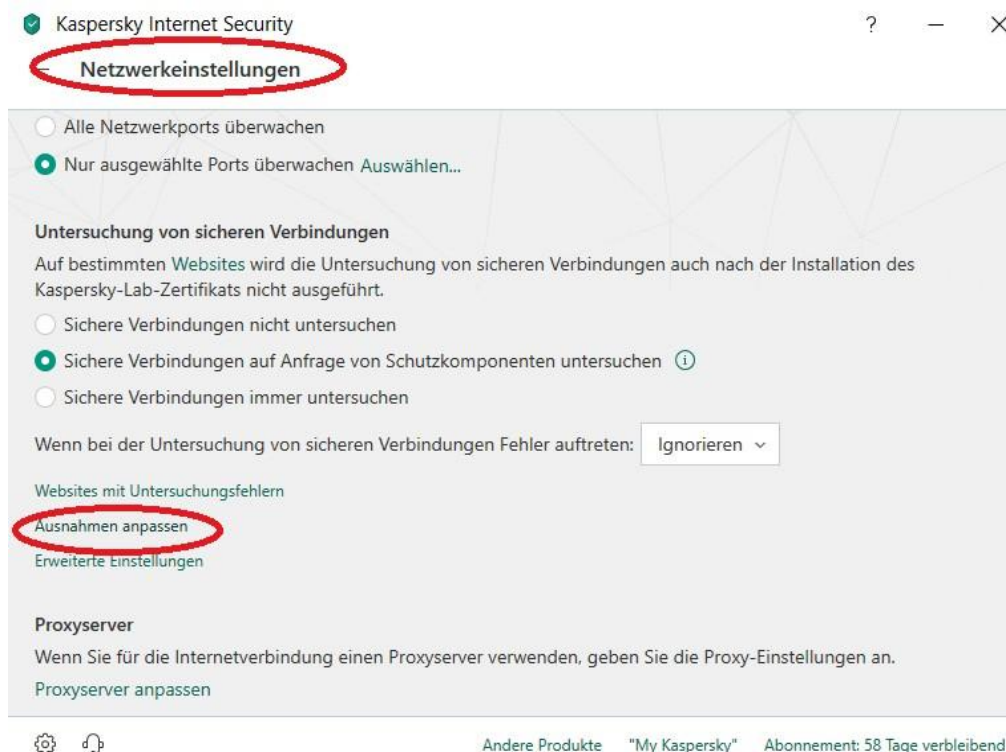 Kaspersky Internet Security
Netzwerkeinstellungen
Alle Netzwerkports überwachen
Nur ausgewählte Ports überwachen Auswählen...
Untersuchung von sicheren Verbindungen
Auf bestimmten Websites wird die Untersuchung von sicheren Verbindungen auch nach der Installation des
Kaspersky-Lab-Zertifikats nicht ausgeführt.
Sichere Verbindungen nicht untersuchen
Sichere Verbindungen auf Anfrage von Schutzkomponenten untersuchen
Sichere Verbindungen immer untersuchen
Wenn bei der Untersuchung von sicheren Verbindungen Fehler auftreten: Ignorieren
Websites mit Untersuchungsfehlern
Ausnahmen anpassen
Erweiterte Einstellungen
Proxyserver
Wenn Sie für die Internetverbindung einen Proxyserver verwenden, geben Sie die Proxy-Einstellungen an.
Proxyserver anpassen
Andere Produkte "My Kaspersky" Abonnement: 58 Tage verbleibend